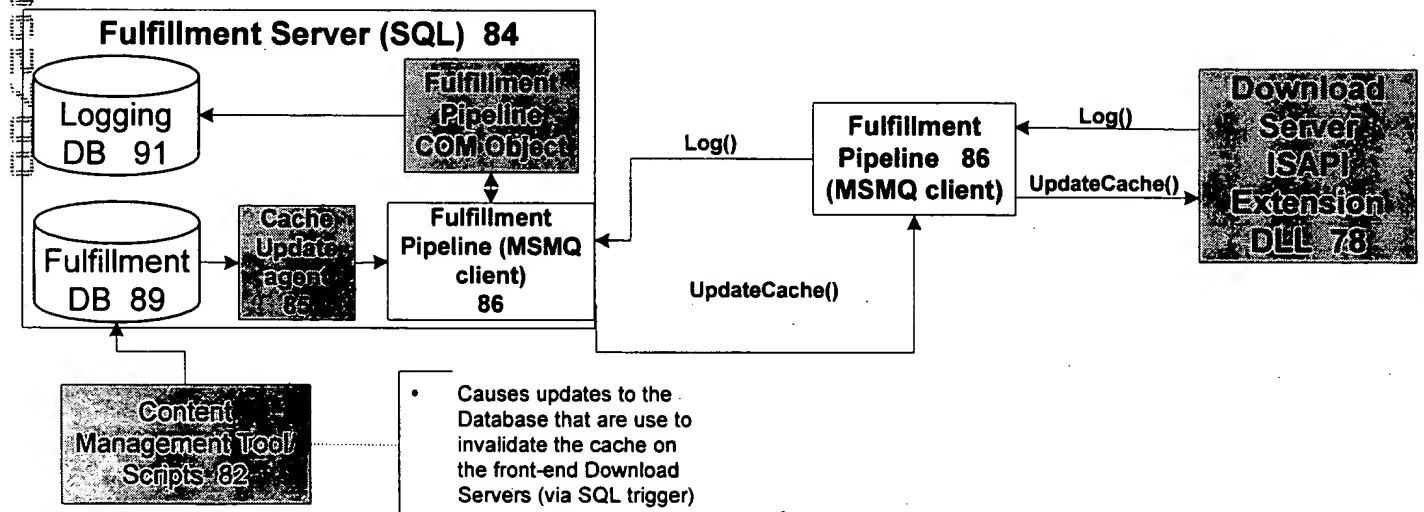 Fulfillment Server (SQL) 84
Logging
DB 91
Fulfillment
Pipeline
COM Object
Fulfillment
DB 89
Cache
Update
agent
85
Fulfillment
Pipeline (MSMQ
client)
86
Log()
UpdateCache()
Fulfillment
Pipeline 86
(MSMQ client)
Log()
UpdateCache()
Download
Server
ISAPI
Extension
DLL 78
Content
Management Tool/
Scripts 82
• Causes updates to the
Database that are use to
invalidate the cache on
the front-end Download
Servers (via SQL trigger)